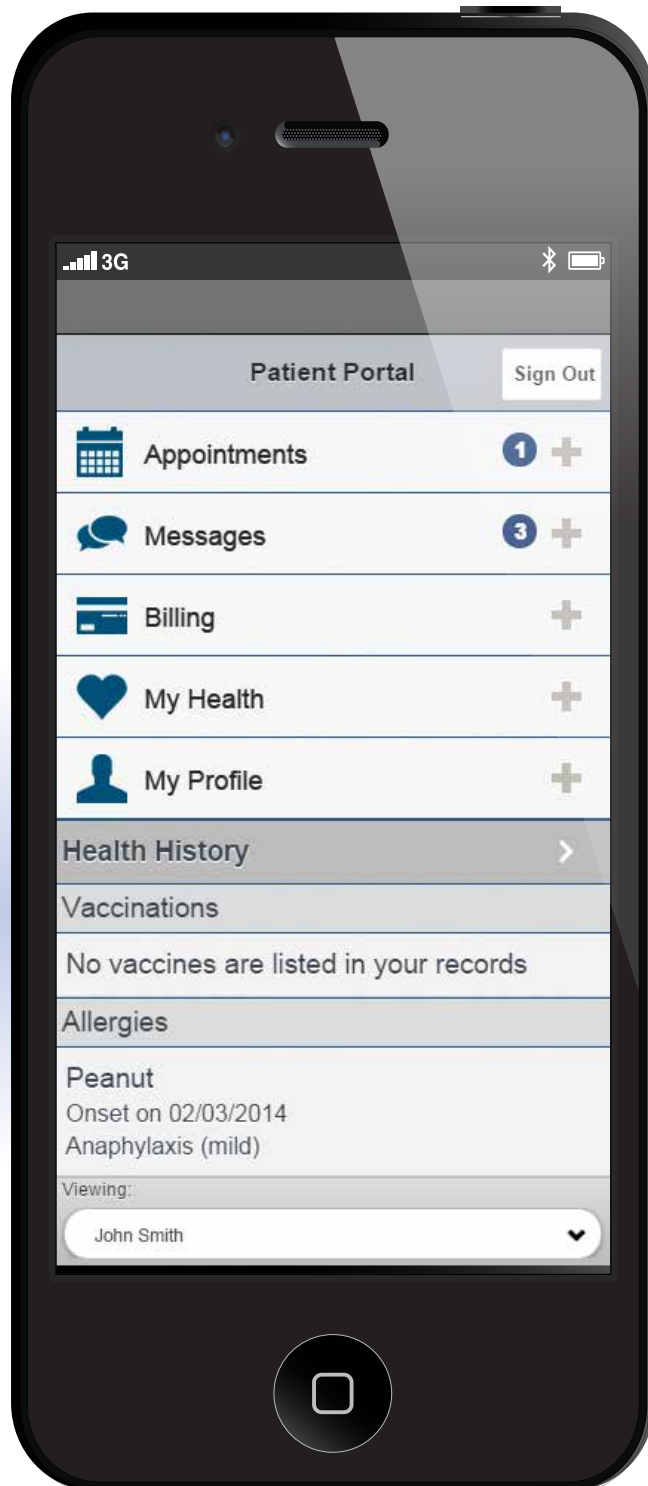 3G
Patient Portal Sign Out
Appointments 1
Messages 3
Billing
My Health
My Profile
Health History
Vaccinations
No vaccines are listed in your records
Allergies
Peanut
Onset on 02/03/2014
Anaphylaxis (mild)
Viewing:
John Smith